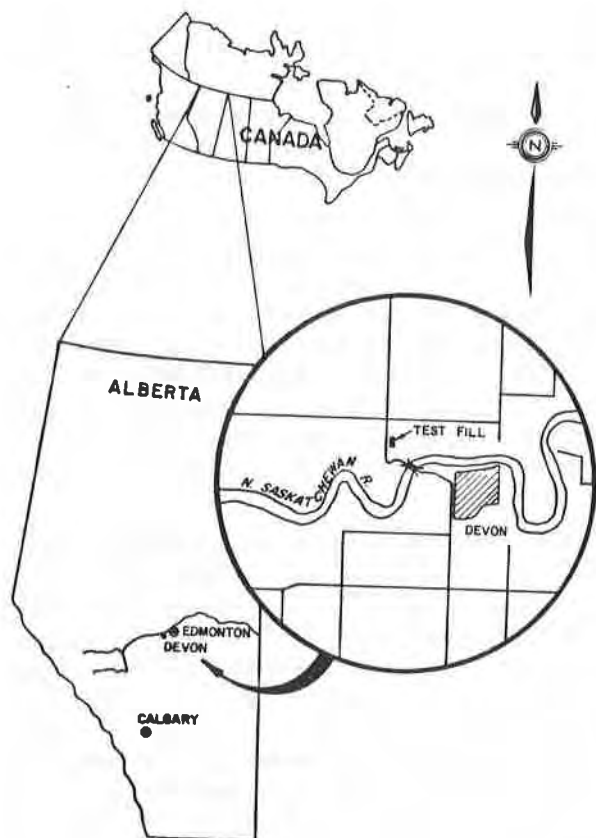 CANADA
N
ALBERTA
TEST FILL
N. SASKATCHEWAN R.
DEVON
EDMONTON
DEVON
CALGARY